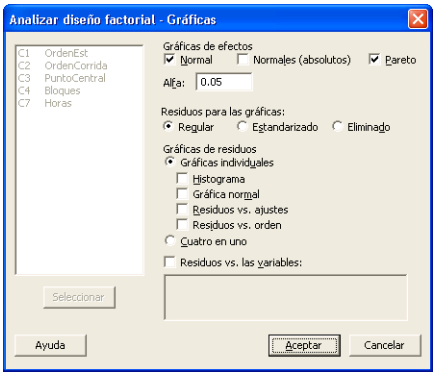 Analizar diseño factorial - Gráficas
C1 OrdenEst
C2 OrdenCorrida
C3 PuntoCentral
C4 Bloques
C7 Horas
Gráficas de efectos
Normal Normales (absolutos) Pareto
Alfa: 0.05
Residuos para las gráficas:
Regular Estandarizado Eliminado
Gráficas de residuos
Gráficas individuales
Histograma
Gráfica normal
Residuos vs. ajustes
Residuos vs. orden
Cuatro en uno
Residuos vs. las variables:
Seleccionar
Ayuda
Aceptar
Cancelar